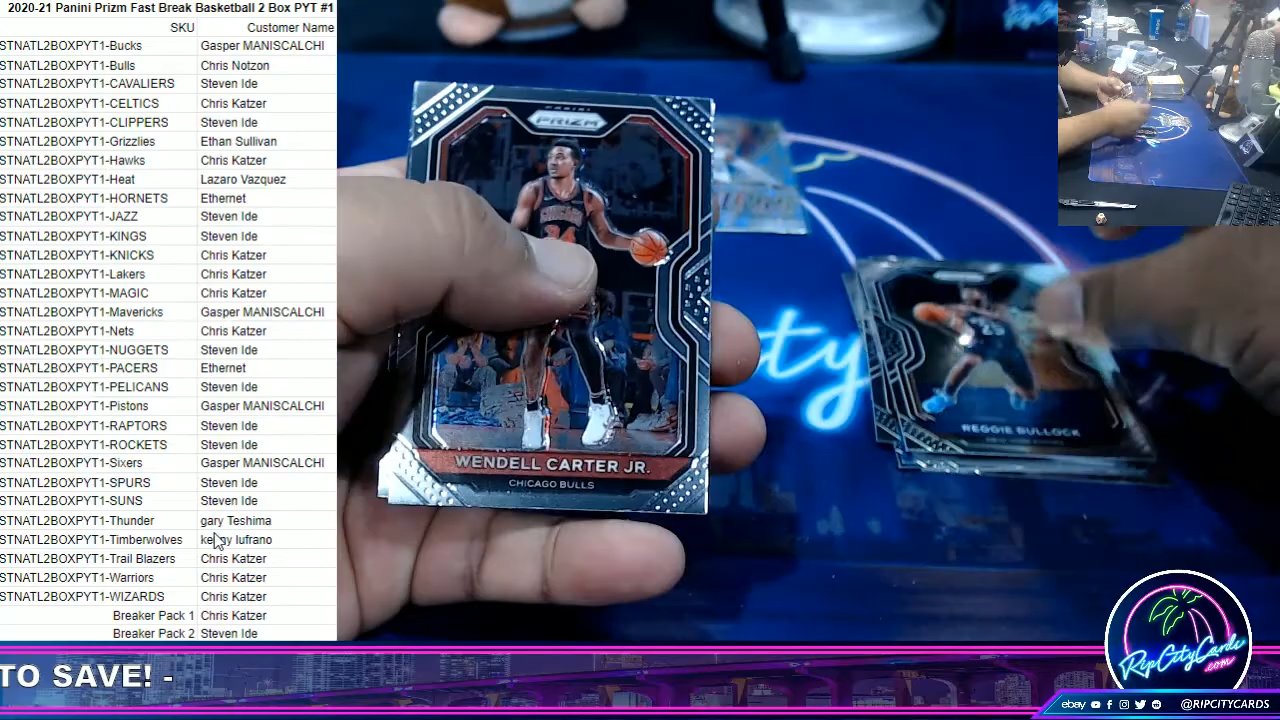 2020-21 Panini Prizm Fast Break Basketball 2 Box PYT #1
SKU Customer Name
STNATL2BOXPYT1-Bucks Gasper MANISCALCHI
STNATL2BOXPYT1-Bulls Chris Notzon
STNATL2BOXPYT1-CAVALIERS Steven Ide
STNATL2BOXPYT1-CELTICS Chris Katzer
STNATL2BOXPYT1-CLIPPERS Steven Ide
STNATL2BOXPYT1-Grizzlies Ethan Sullivan
STNATL2BOXPYT1-Hawks Chris Katzer
STNATL2BOXPYT1-Heat Lazaro Vazquez
STNATL2BOXPYT1-HORNETS Ethernet
STNATL2BOXPYT1-JAZZ Steven Ide
STNATL2BOXPYT1-KINGS Steven Ide
STNATL2BOXPYT1-KNICKS Chris Katzer
STNATL2BOXPYT1-Lakers Chris Katzer
STNATL2BOXPYT1-MAGIC Chris Katzer
STNATL2BOXPYT1-Mavericks Gasper MANISCALCHI
STNATL2BOXPYT1-Nets Chris Katzer
STNATL2BOXPYT1-NUGGETS Steven Ide
STNATL2BOXPYT1-PACERS Ethernet
STNATL2BOXPYT1-PELICANS Steven Ide
STNATL2BOXPYT1-Pistons Gasper MANISCALCHI
STNATL2BOXPYT1-RAPTORS Steven Ide
STNATL2BOXPYT1-ROCKETS Steven Ide
STNATL2BOXPYT1-Sixers Gasper MANISCALCHI
STNATL2BOXPYT1-SPURS Steven Ide
STNATL2BOXPYT1-SUNS Steven Ide
STNATL2BOXPYT1-Thunder gary Teshima
STNATL2BOXPYT1-Timberwolves lufrano
STNATL2BOXPYT1-Trail Blazers Chris Katzer
STNATL2BOXPYT1-Warriors Chris Katzer
STNATL2BOXPYT1-WIZARDS Chris Katzer
Breaker Pack 1 Chris Katzer
Breaker Pack 2 Steven Ide
PANINI
PRIZM
WENDELL CARTER JR.
CHICAGO BULLS
ty
REGGIE BULLOCK
TO SAVE! -
RipCityCards
.com
ebay @RIPCITYCARDS